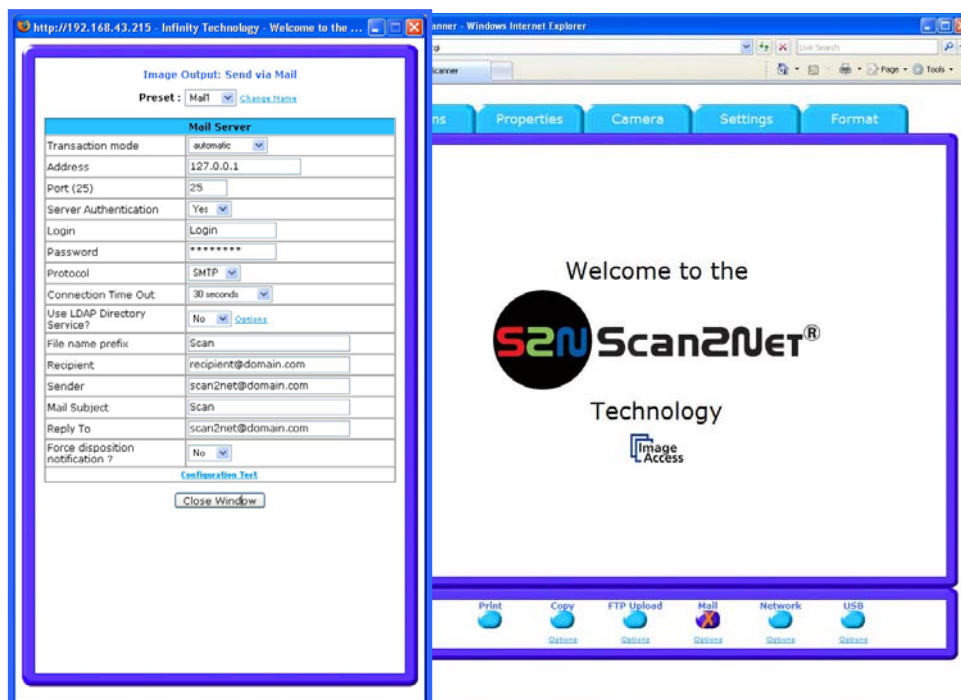 http://192.168.43.215 - Infinity Technology - Welcome to the ...
Image Output: Send via Mail
Preset : Mail1 Change Name
Mail Server
Transaction mode automatic
Address 127.0.0.1
Port (25) 25
Server Authentication Yes
Login Login
Password ********
Protocol SMTP
Connection Time Out 30 seconds
Use LDAP Directory
Service? No Options
File name prefix Scan
Recipient recipient@domain.com
Sender scan2net@domain.com
Mail Subject Scan
Reply To scan2net@domain.com
Force disposition
notification ? No
Configuration Test
Close Window
anner - Windows Internet Explorer
Live Search
canner
Page Tools
ns Properties Camera Settings Format
Welcome to the
S2N Scan2Net®
Technology
Image
Access
Print Copy FTP Upload Mail Network USB
X
Options Options Options Options Options